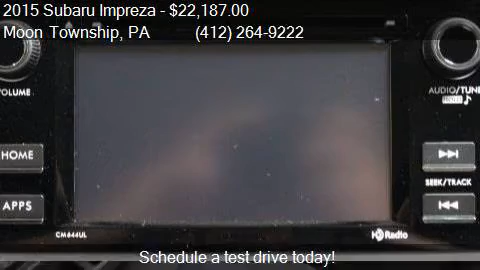 2015 Subaru Impreza - $22,187.00
Moon Township, PA (412) 264-9222
VOLUME
AUDIO/TUNE
HOME
SEEK/TRACK
APPS
CM644UL
HD Radio
Schedule a test drive today!